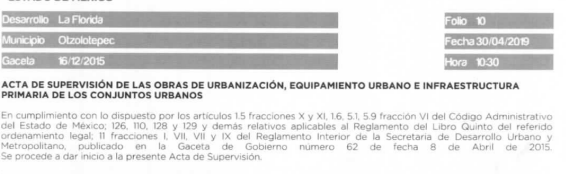 Desarrollo La Florida
Folio 10
Municipio Otzolotepec
Fecha 30/04/2019
Gaceta 16/12/2015
Hora 10:30
ACTA DE SUPERVISIÓN DE LAS OBRAS DE URBANIZACIÓN, EQUIPAMIENTO URBANO E INFRAESTRUCTURA
PRIMARIA DE LOS CONJUNTOS URBANOS
En cumplimiento con lo dispuesto por los artículos 1.5 fracciones X y XI, 1.6, 5.1, 5.9 fracción VI del Código Administrativo
del Estado de México; 126, 110, 128 y 129 y demás relativos aplicables al Reglamento del Libro Quinto del referido
ordenamiento legal; 11 fracciones I, VII, VII y IX del Reglamento Interior de la Secretaria de Desarrollo Urbano y
Metropolitano, publicado en la Gaceta de Gobierno número 62 de fecha 8 de Abril de 2015.
Se procede a dar inicio a la presente Acta de Supervisión.